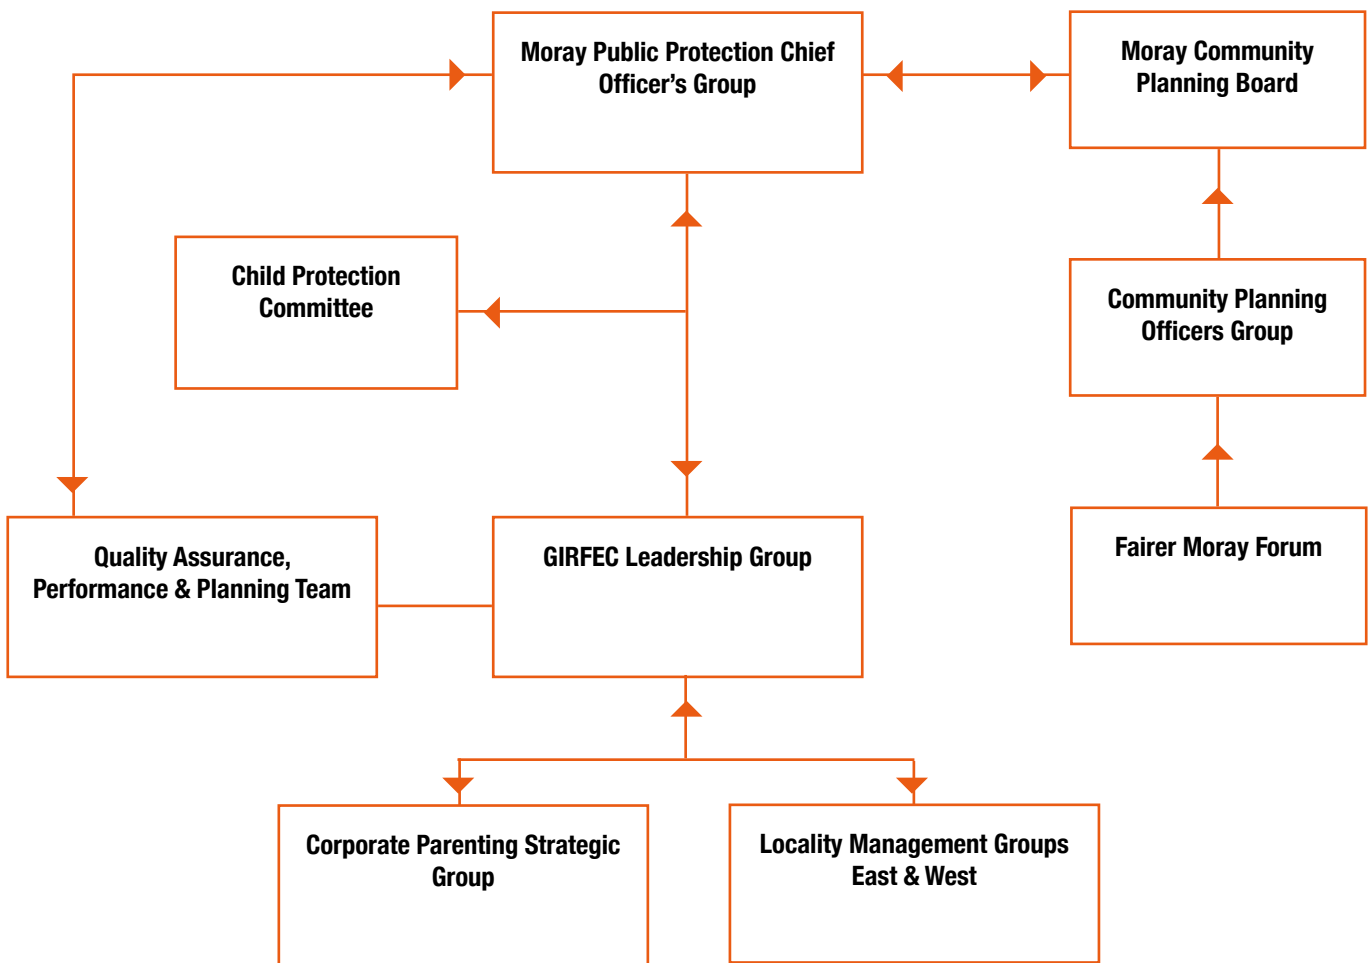 Moray Public Protection Chief
Officer's Group
Moray Community
Planning Board
Child Protection
Committee
Community Planning
Officers Group
Quality Assurance,
Performance & Planning Team
GIRFEC Leadership Group
Fairer Moray Forum
Corporate Parenting Strategic
Group
Locality Management Groups
East & West